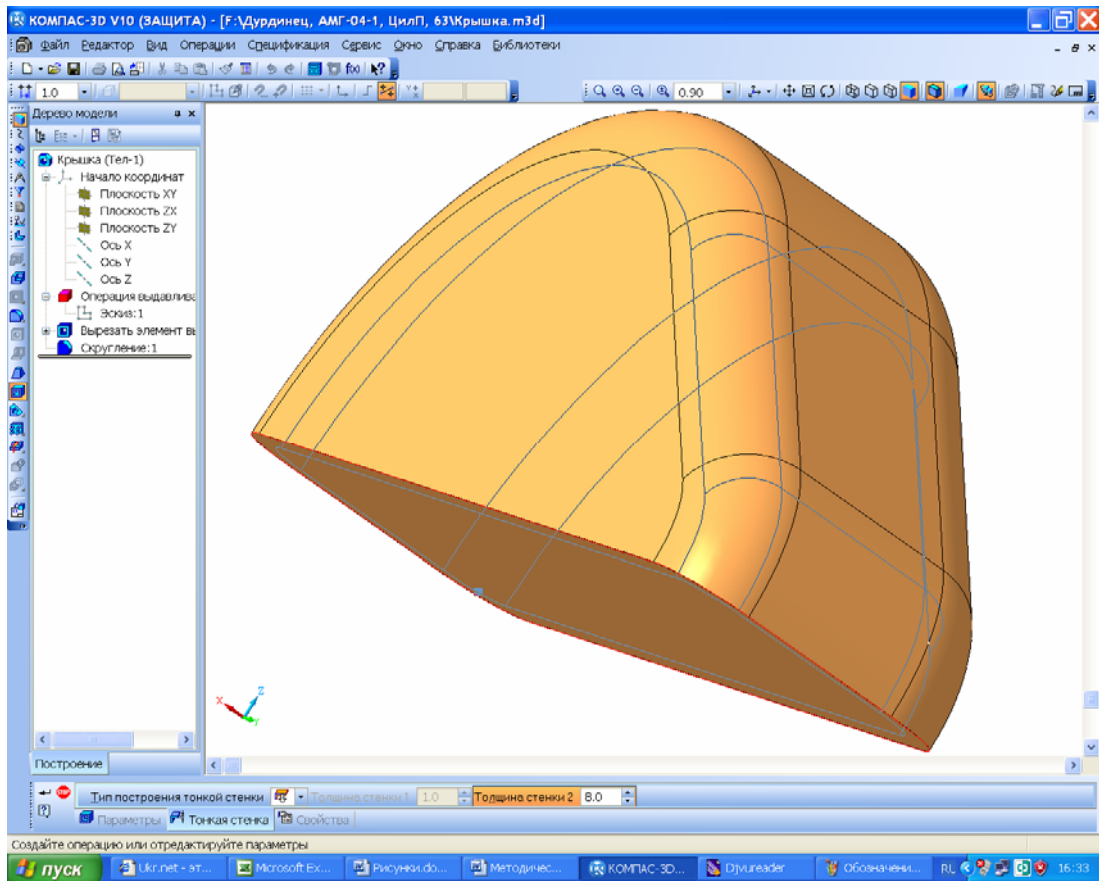 КОМПАС-3D V10 (ЗАЩИТА) - [F:\Дурдинец, АМГ-04-1, ЦилП, 63\Крышка.m3d]
Файл Редактор Вид Операции Спецификация Сервис Окно Справка Библиотеки
f(x)
1.0 0.90
Дерево модели
Крышка (Тел-1)
Начало координат
Плоскость XY
Плоскость ZX
Плоскость ZY
Ось X
Ось Y
Ось Z
Операция выдавлива
Эскиз:1
Вырезать элемент вы
Скругление:1
X Y Z
Построение
Тип построения тонкой стенки Толщина стенки 1 1.0 Толщина стенки 2 8.0
Параметры Тонкая стенка Свойства
Создайте операцию или отредактируйте параметры
пуск Ukr.net - эт... Microsoft Ex... Рисунки.do... Методичес... КОМПАС-3D... Djvureader Обозначени... RL 16:33